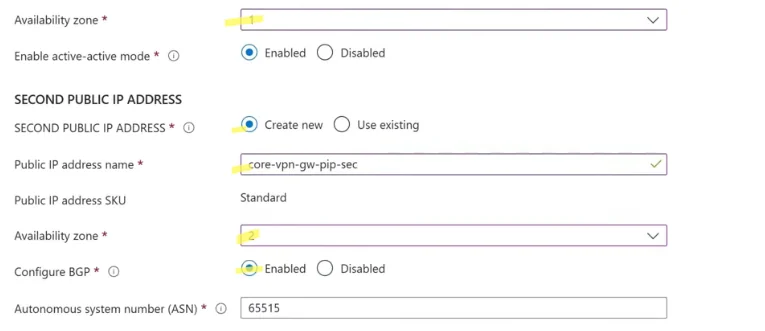 Availability zone * 1
Enable active-active mode * Enabled Disabled
SECOND PUBLIC IP ADDRESS
SECOND PUBLIC IP ADDRESS * Create new Use existing
Public IP address name * core-vpn-gw-pip-sec
Public IP address SKU Standard
Availability zone * 2
Configure BGP * Enabled Disabled
Autonomous system number (ASN) * 65515